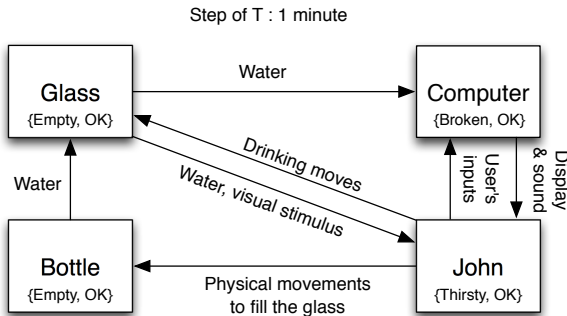 Step of T : 1 minute
Glass
{Empty, OK}
Water
Computer
{Broken, OK}
Drinking moves
Water, visual stimulus
User's
inputs
Display
& sound
Water
Bottle
{Empty, OK}
Physical movements
to fill the glass
John
{Thirsty, OK}